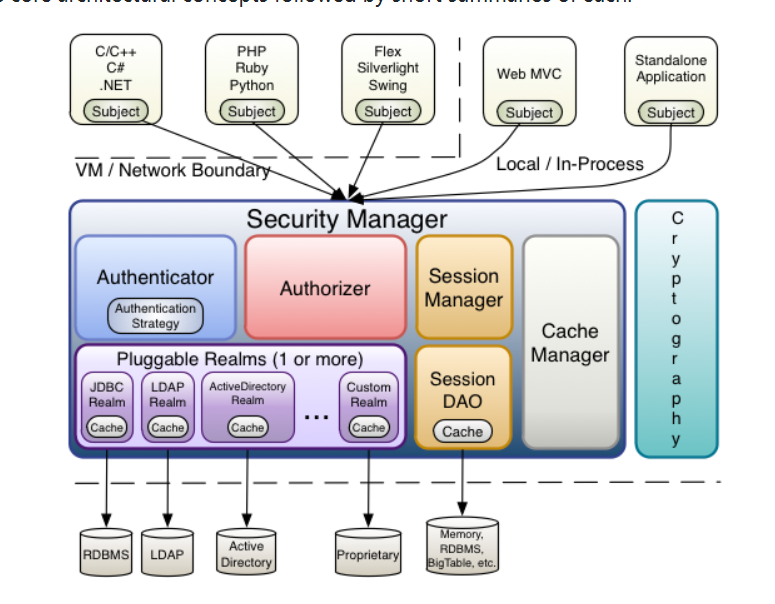 core architectural concepts followed by short summaries of each:
C/C++
C#
.NET
Subject
PHP
Ruby
Python
Subject
Flex
Silverlight
Swing
Subject
Web MVC
Subject
Standalone
Application
Subject
VM / Network Boundary
Local / In-Process
Security Manager
Authenticator
Authentication
Strategy
Authorizer
Session
Manager
Cache
Manager
Pluggable Realms (1 or more)
JDBC
Realm
Cache
LDAP
Realm
Cache
ActiveDirectory
Realm
Cache
...
Custom
Realm
Cache
Session
DAO
Cache
C
r
y
p
t
o
g
r
a
p
h
y
RDBMS
LDAP
Active
Directory
Proprietary
Memory,
RDBMS,
BigTable, etc.